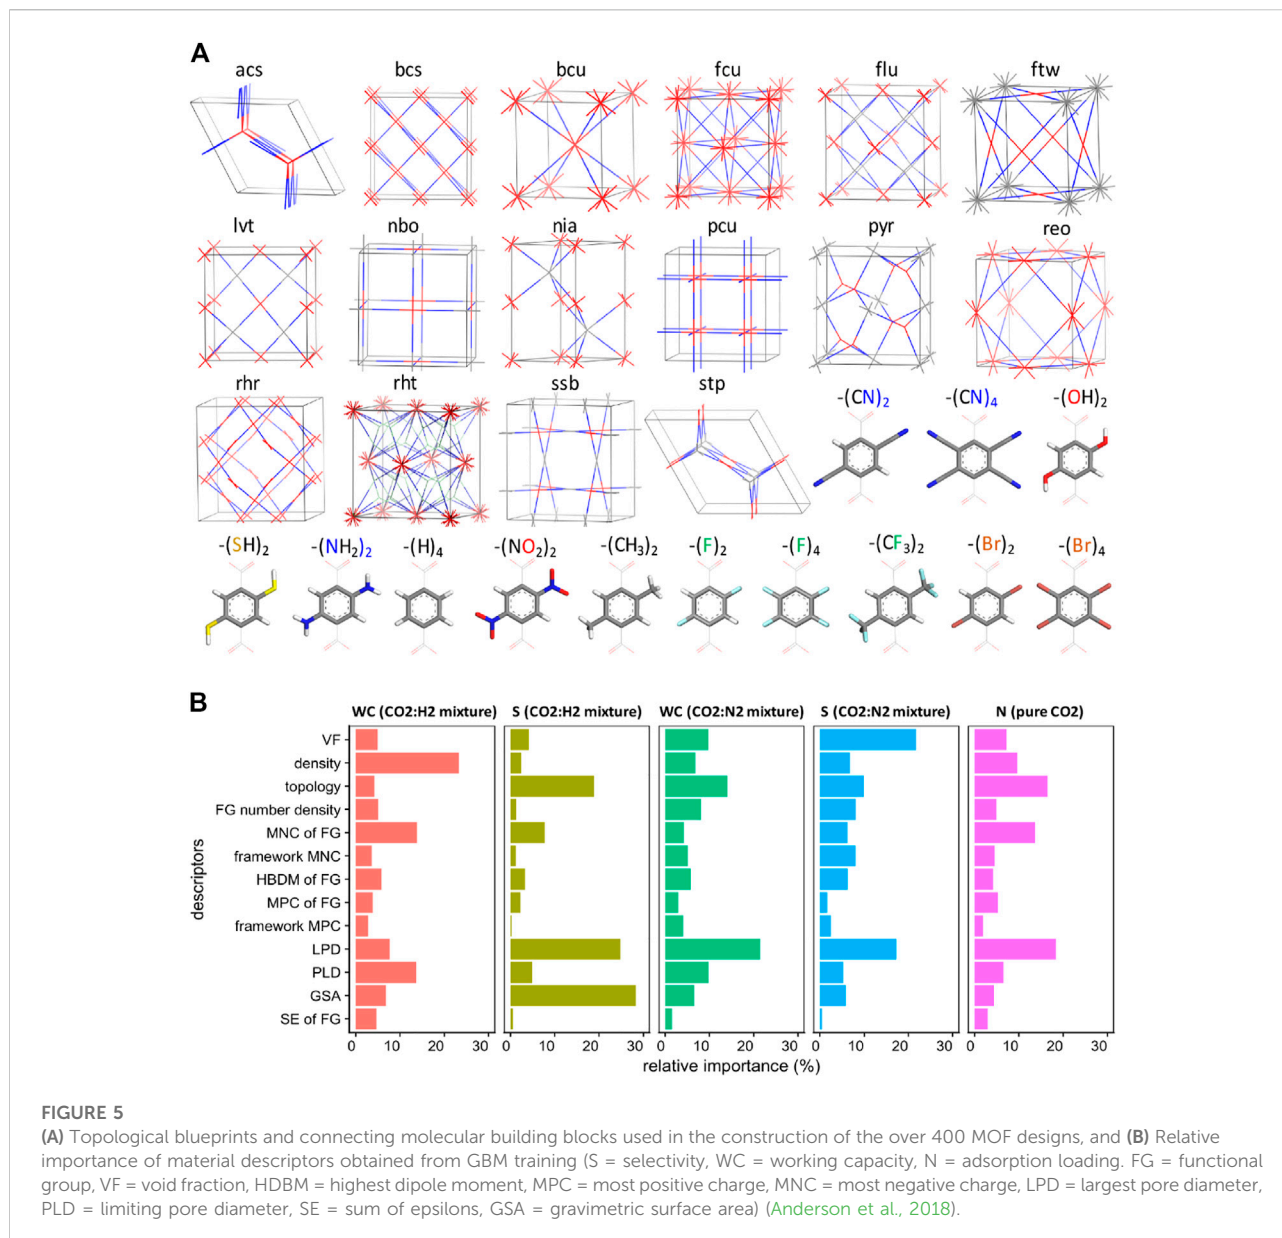 A
acs bcs bcu fcu flu ftw
lvt nbo nia pcu pyr reo
rhr rht ssb stp -(CN)2 -(CN)4 -(OH)2
-(SH)2 -(NH2)2 -(H)4 -(NO2)2 -(CH3)2 -(F)2 -(F)4 -(CF3)2 -(Br)2 -(Br)4
B
WC (CO2:H2 mixture) S (CO2:H2 mixture) WC (CO2:N2 mixture) S (CO2:N2 mixture) N (pure CO2)
descriptors
VF
density
topology
FG number density
MNC of FG
framework MNC
HBDM of FG
MPC of FG
framework MPC
LPD
PLD
GSA
SE of FG
0 10 20 30 0 10 20 30 0 10 20 30 0 10 20 30 0 10 20 30
relative importance (%)
FIGURE 5
(A) Topological blueprints and connecting molecular building blocks used in the construction of the over 400 MOF designs, and (B) Relative
importance of material descriptors obtained from GBM training (S = selectivity, WC = working capacity, N = adsorption loading. FG = functional
group, VF = void fraction, HDBM = highest dipole moment, MPC = most positive charge, MNC = most negative charge, LPD = largest pore diameter,
PLD = limiting pore diameter, SE = sum of epsilons, GSA = gravimetric surface area) (Anderson et al., 2018).